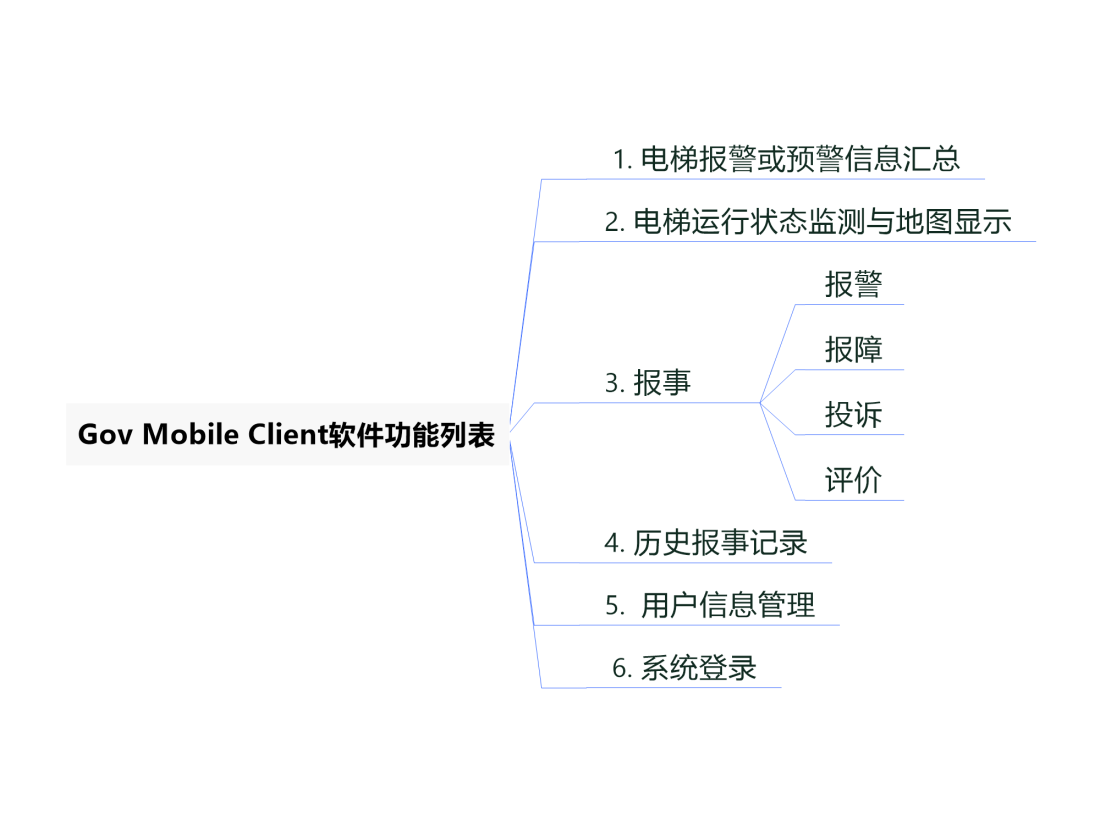 Gov Mobile Client软件功能列表
1. 电梯报警或预警信息汇总
2. 电梯运行状态监测与地图显示
3. 报事
报警
报障
投诉
评价
4. 历史报事记录
5. 用户信息管理
6. 系统登录